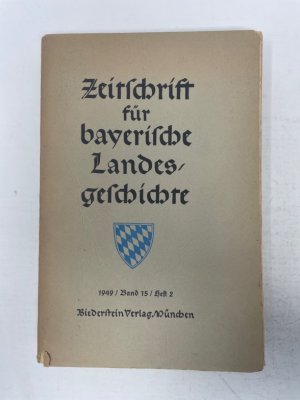 Zeitschrift
für
bayerische
Landes-
geschichte
1949 / Band 15 / Heft 2
Biederstein Verlag München